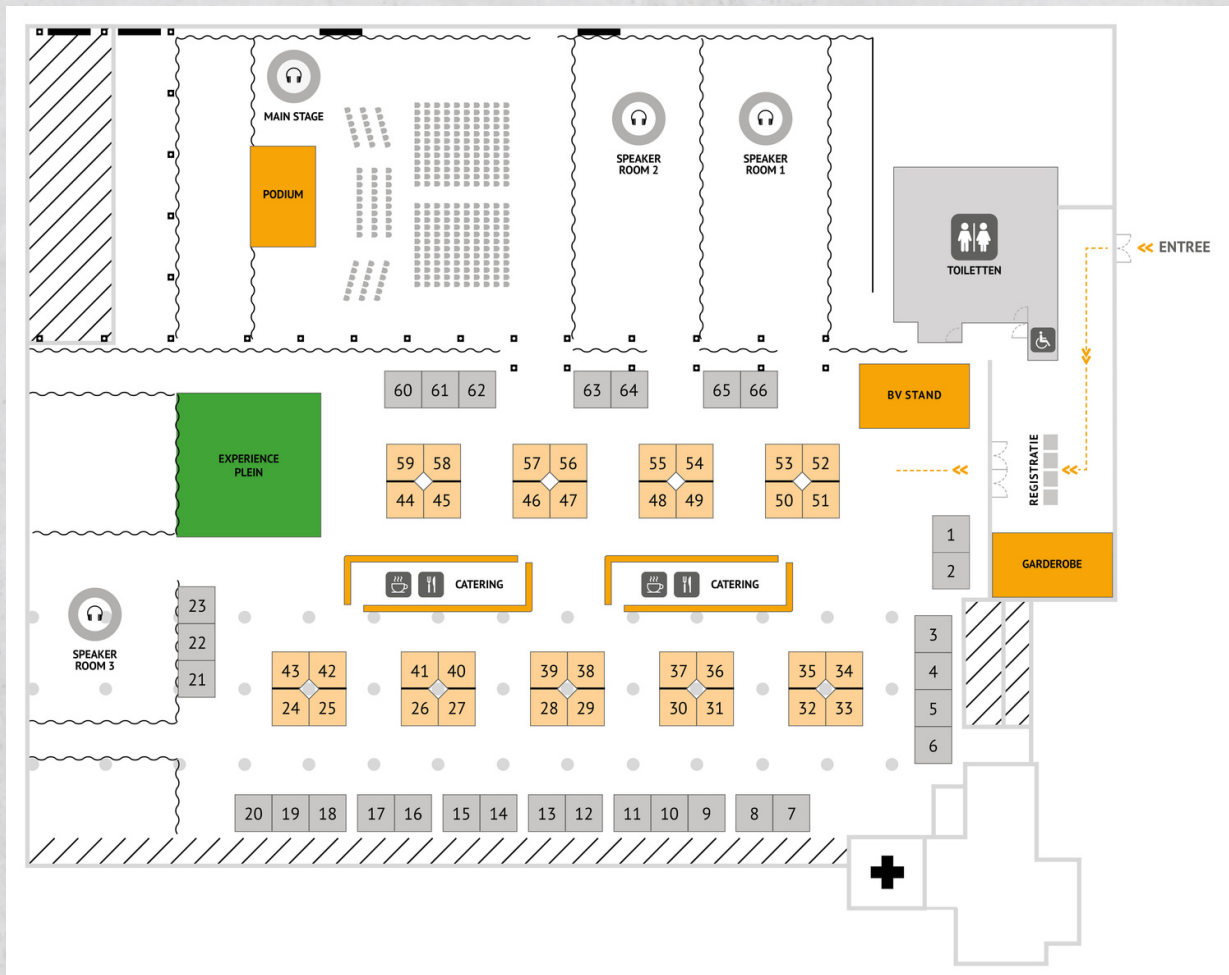 MAIN STAGE
PODIUM
SPEAKER
ROOM 2
SPEAKER
ROOM 1
TOILETTEN
ENTREE
60 61 62
63 64
65 66
BV STAND
REGISTRATIE
EXPERIENCE
PLEIN
59 58
44 45
57 56
46 47
55 54
48 49
53 52
50 51
1
2
GARDEROBE
CATERING
CATERING
SPEAKER
ROOM 3
23
22
21
43 42
24 25
41 40
26 27
39 38
28 29
37 36
30 31
35 34
32 33
3
4
5
6
20 19 18
17 16
15 14
13 12
11 10 9
8 7